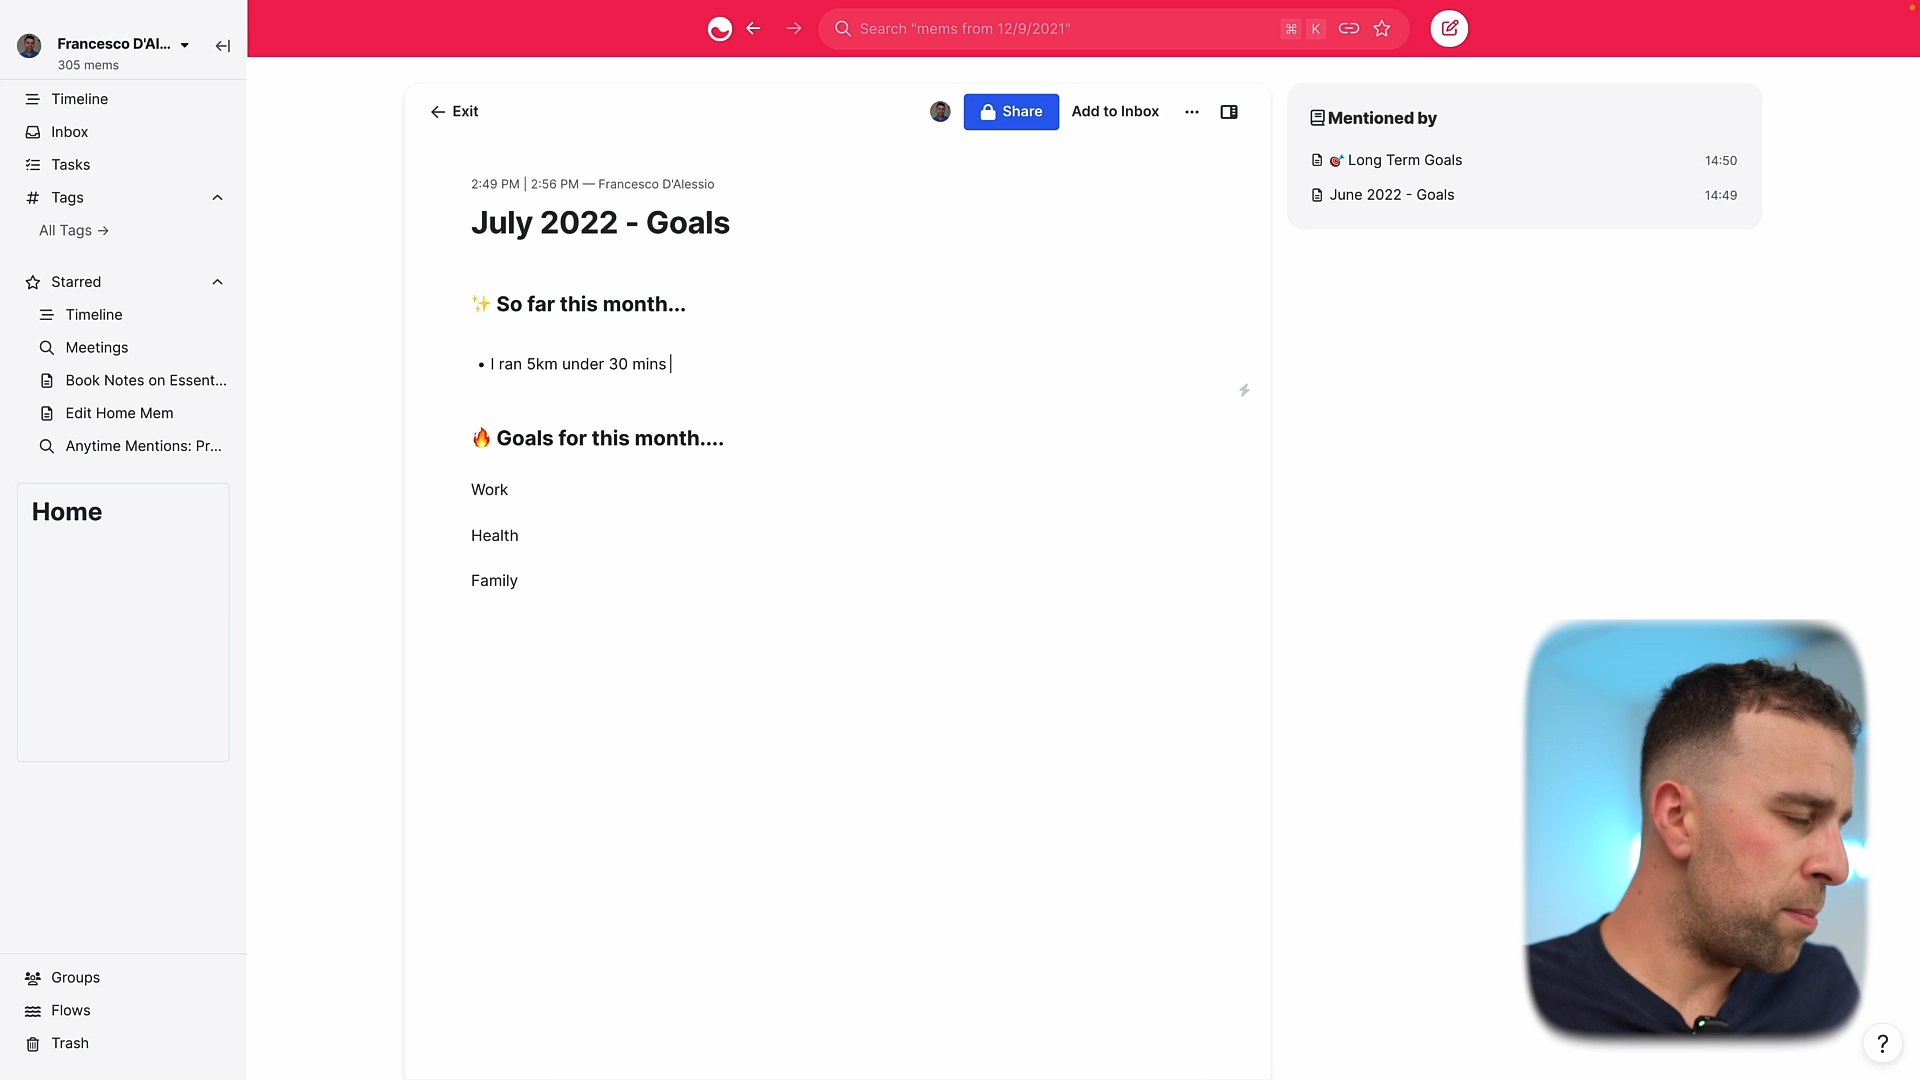 Francesco D'Al...
305 mems
Timeline
Inbox
Tasks
Tags
All Tags →
Starred
Timeline
Meetings
Book Notes on Essent...
Edit Home Mem
Anytime Mentions: Pr...
Home
Groups
Flows
Trash
Search "mems from 12/9/2021"
⌘ K
Exit
Share
Add to Inbox
2:49 PM | 2:56 PM — Francesco D'Alessio
July 2022 - Goals
✨ So far this month...
• I ran 5km under 30 mins
🔥 Goals for this month....
Work
Health
Family
Mentioned by
🎯 Long Term Goals 14:50
June 2022 - Goals 14:49
?